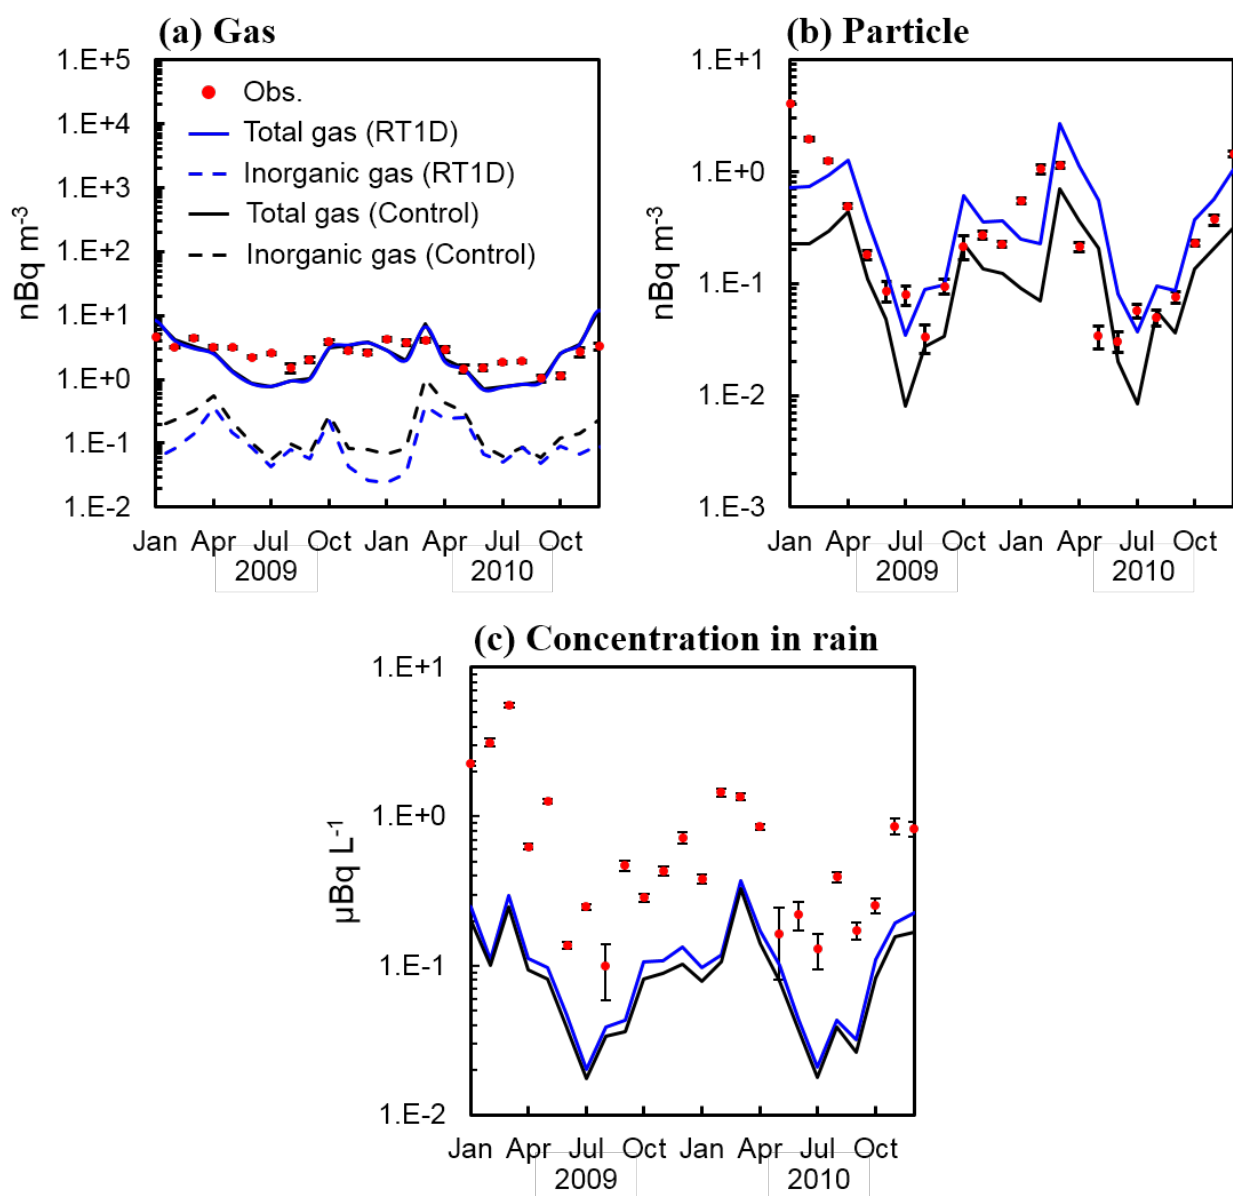 (a) Gas
1.E+5
1.E+4
1.E+3
1.E+2
1.E+1
1.E+0
1.E-1
1.E-2
nBq m-3
Obs.
Total gas (RT1D)
Inorganic gas (RT1D)
Total gas (Control)
Inorganic gas (Control)
Jan Apr Jul Oct Jan Apr Jul Oct
2009 2010
(b) Particle
1.E+1
1.E+0
1.E-1
1.E-2
1.E-3
nBq m-3
Jan Apr Jul Oct Jan Apr Jul Oct
2009 2010
(c) Concentration in rain
1.E+1
1.E+0
1.E-1
1.E-2
µBq L-1
Jan Apr Jul Oct Jan Apr Jul Oct
2009 2010